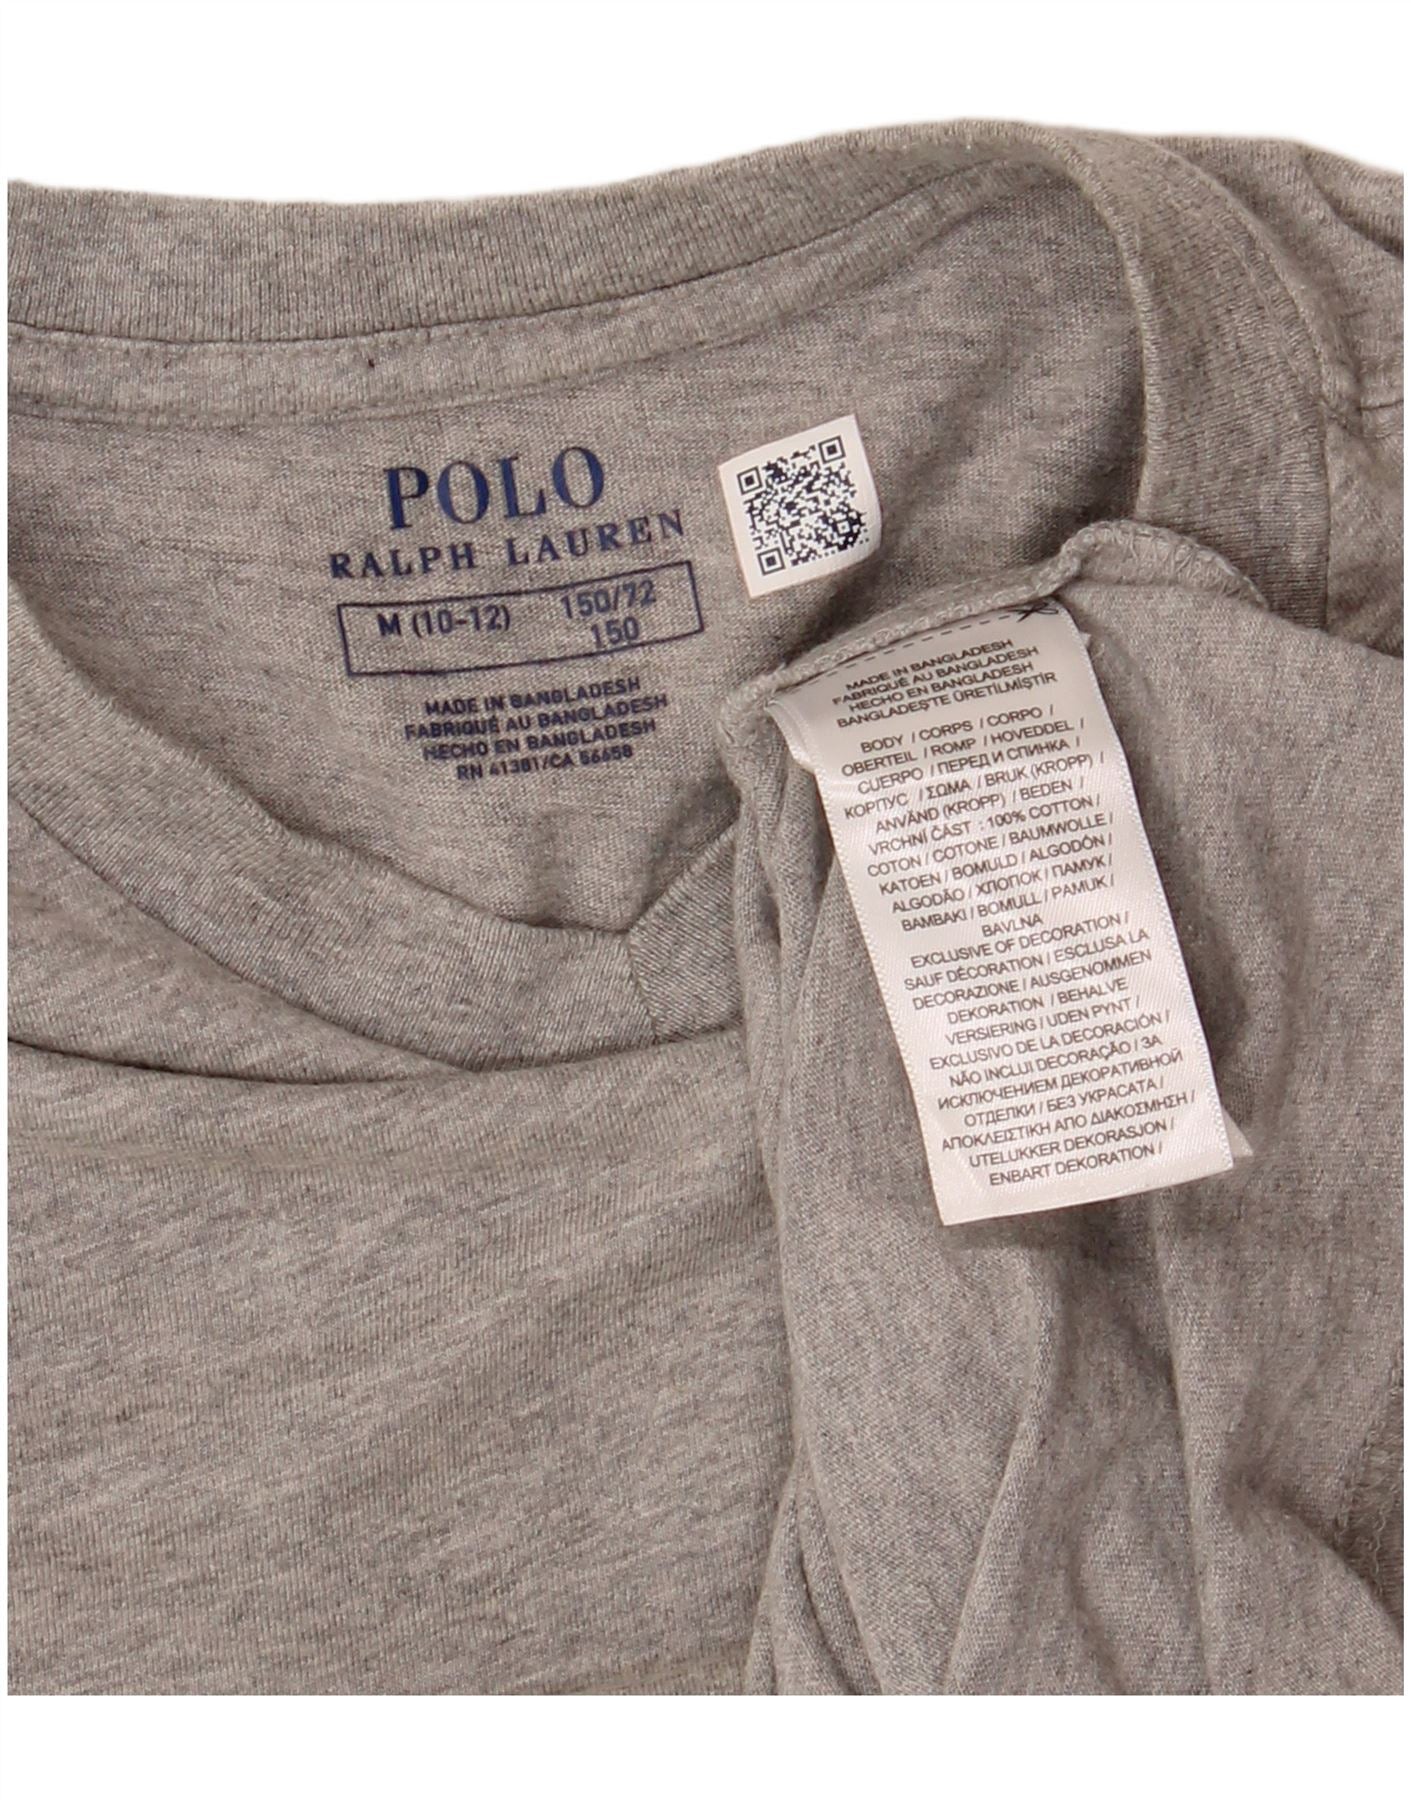 POLO
RALPH LAUREN
M (10-12) 150/72
150
MADE IN BANGLADESH
FABRIQUÉ AU BANGLADESH
HECHO EN BANGLADESH
RN 41381/CA 56658
MADE IN BANGLADESH
FABRIQUÉ AU BANGLADESH
HECHO EN BANGLADESH
BANGLADEŞ'TE ÜRETİLMİŞTİR
BODY / CORPS / CORPO /
OBERTEIL / ROMP / HOVEDDEL /
CUERPO / ПЕРЕД И СПИНКА /
КОРПУС / ΣΩΜΑ / BRUK (KROPP) /
ANVÄND (KROPP) / BEDEN /
VRCHNÍ ČÁST : 100% COTTON /
COTON / COTONE / BAUMWOLLE /
KATOEN / BOMULD / ALGODÓN /
ALGODÃO / ХЛОПОК / ПАМУК /
ΒΑΜΒΑΚΙ / BOMULL / PAMUK /
BAVLNA
EXCLUSIVE OF DECORATION /
SAUF DÉCORATION / ESCLUSA LA
DECORAZIONE / AUSGENOMMEN
DEKORATION / BEHALVE
VERSIERING / UDEN PYNT /
EXCLUSIVO DE LA DECORACIÓN /
NÃO INCLUI DECORAÇÃO / ЗА
ИСКЛЮЧЕНИЕМ ДЕКОРАТИВНОЙ
ОТДЕЛКИ / БЕЗ УКРАСАТА /
ΑΠΟΚΛΕΙΣΤΙΚΗ ΑΠΟ ΔΙΑΚΟΣΜΗΣΗ /
UTELUKKER DEKORASJON /
ENBART DEKORATION /